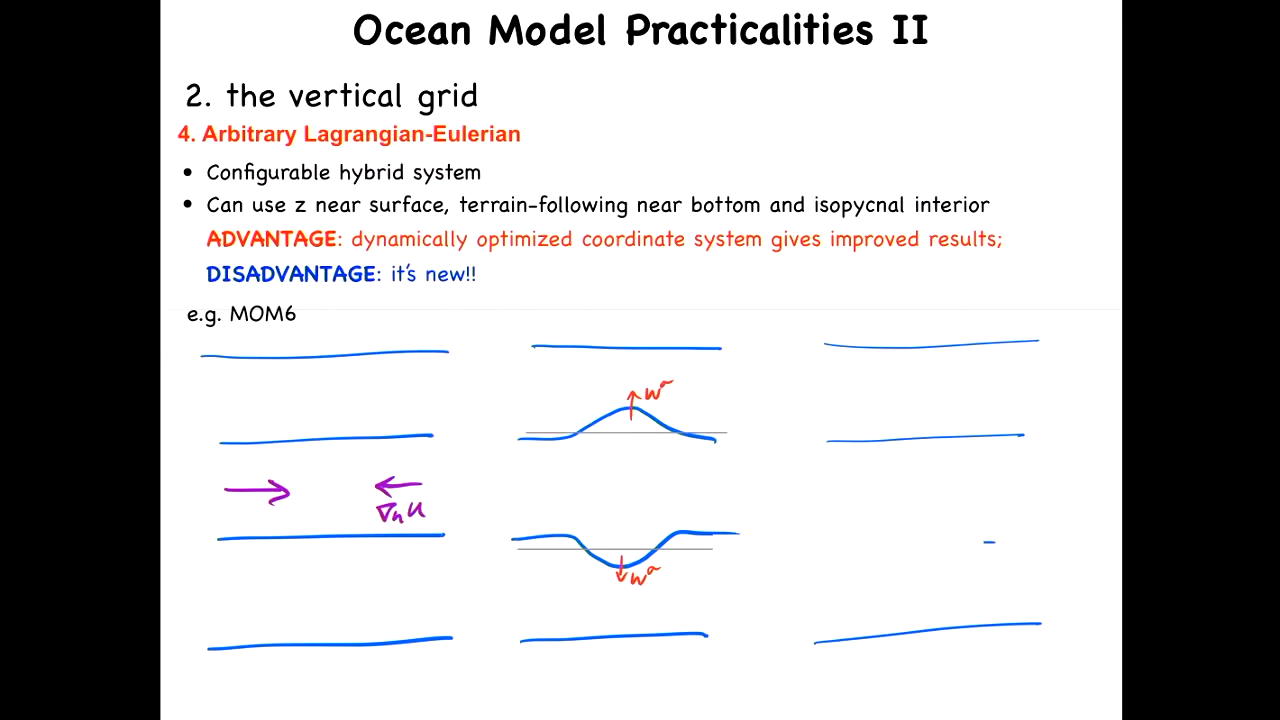 Ocean Model Practicalities II
2. the vertical grid
4. Arbitrary Lagrangian-Eulerian
• Configurable hybrid system
• Can use z near surface, terrain-following near bottom and isopycnal interior
ADVANTAGE: dynamically optimized coordinate system gives improved results;
DISADVANTAGE: it's new!!
e.g. MOM6